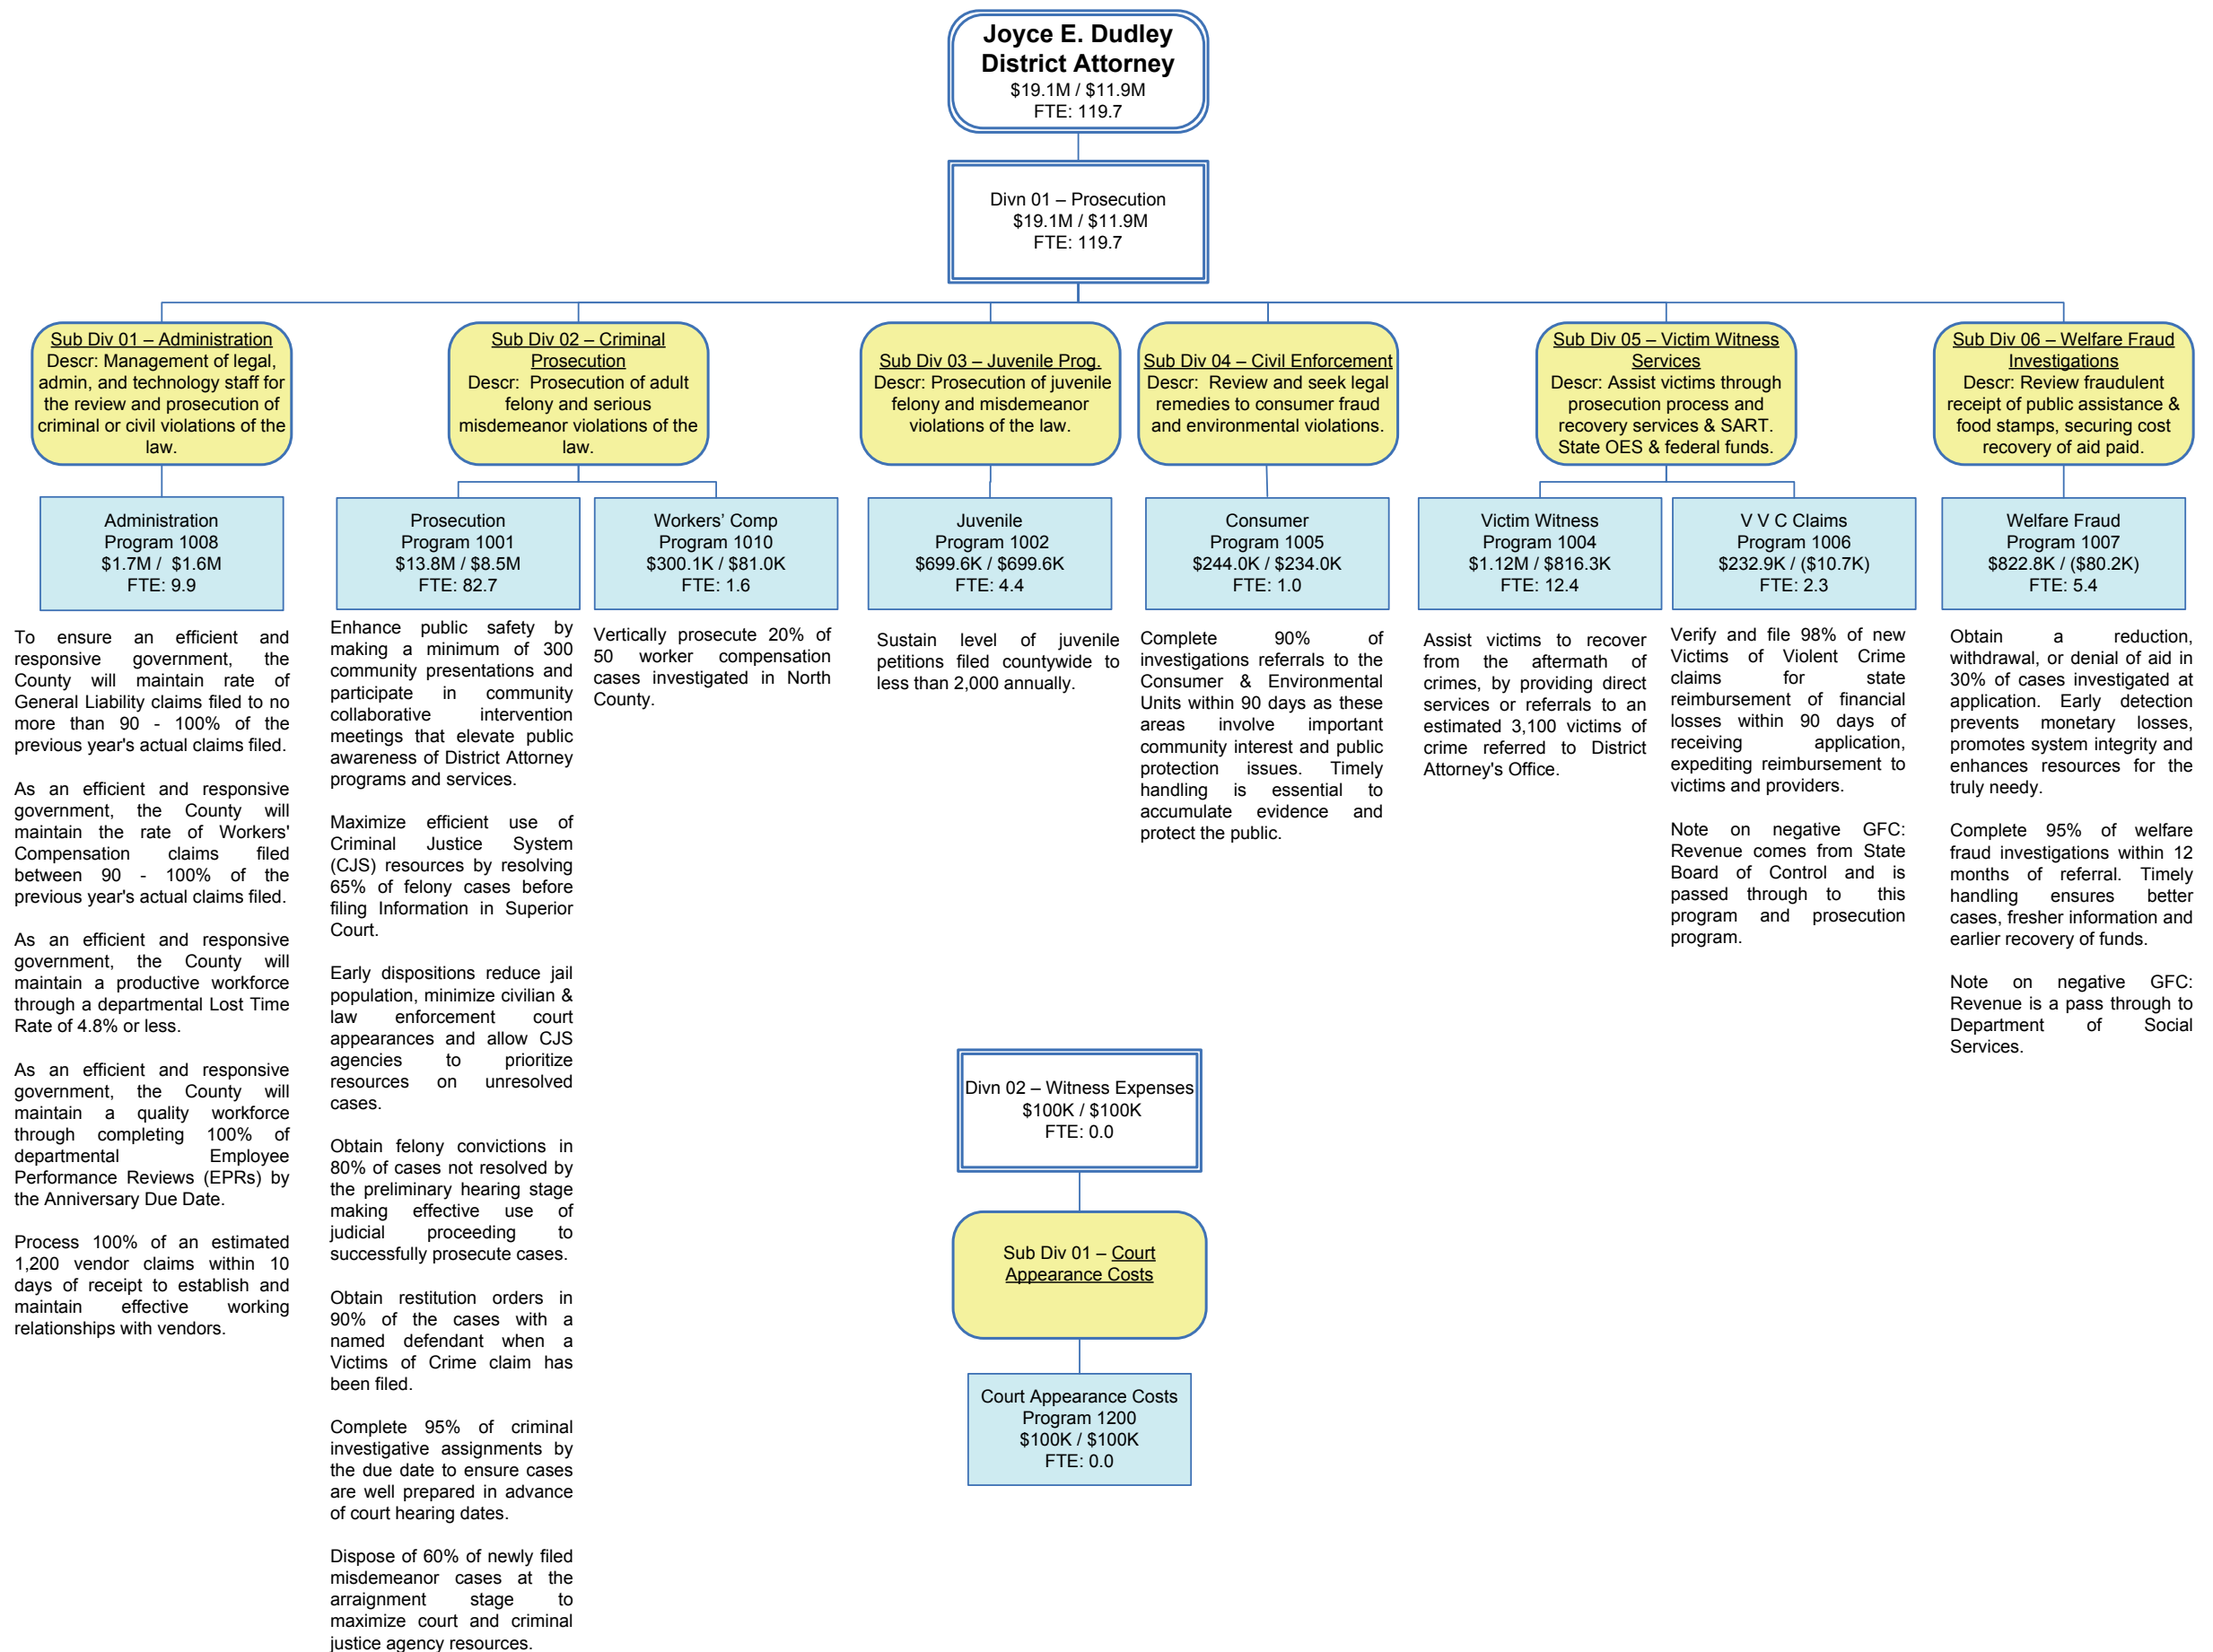 Joyce E. Dudley
District Attorney
$19.1M / $11.9M
FTE: 119.7
Divn 01 – Prosecution
$19.1M / $11.9M
FTE: 119.7
Sub Div 01 – Administration
Descr: Management of legal,
admin, and technology staff for
the review and prosecution of
criminal or civil violations of the
law.
Sub Div 02 – Criminal
Prosecution
Descr:  Prosecution of adult
felony and serious
misdemeanor violations of the
law.
Sub Div 03 – Juvenile Prog.
Descr: Prosecution of juvenile
felony and misdemeanor
violations of the law.
Sub Div 04 – Civil Enforcement
Descr:  Review and seek legal
remedies to consumer fraud
and environmental violations.
Sub Div 05 – Victim Witness
Services
Descr: Assist victims through
prosecution process and
recovery services & SART.
State OES & federal funds.
Sub Div 06 – Welfare Fraud
Investigations
Descr: Review fraudulent
receipt of public assistance &
food stamps, securing cost
recovery of aid paid.
Administration
Program 1008
$1.7M /  $1.6M
FTE: 9.9
Prosecution
Program 1001
$13.8M / $8.5M
FTE: 82.7
Workers’ Comp
Program 1010
$300.1K / $81.0K
FTE: 1.6
Juvenile
Program 1002
$699.6K / $699.6K
FTE: 4.4
Consumer
Program 1005
$244.0K / $234.0K
FTE: 1.0
Victim Witness
Program 1004
$1.12M / $816.3K
FTE: 12.4
V V C Claims
Program 1006
$232.9K / ($10.7K)
FTE: 2.3
Welfare Fraud
Program 1007
$822.8K / ($80.2K)
FTE: 5.4
To ensure an efficient and
responsive government, the
County will maintain rate of
General Liability claims filed to no
more than 90 - 100% of the
previous year's actual claims filed.
As an efficient and responsive
government, the County will
maintain the rate of Workers'
Compensation claims filed
between 90 - 100% of the
previous year's actual claims filed.
As an efficient and responsive
government, the County will
maintain a productive workforce
through a departmental Lost Time
Rate of 4.8% or less.
As an efficient and responsive
government, the County will
maintain a quality workforce
through completing 100% of
departmental Employee
Performance Reviews (EPRs) by
the Anniversary Due Date.
Process 100% of an estimated
1,200 vendor claims within 10
days of receipt to establish and
maintain effective working
relationships with vendors.
Enhance public safety by
making a minimum of 300
community presentations and
participate in community
collaborative intervention
meetings that elevate public
awareness of District Attorney
programs and services.
Maximize efficient use of
Criminal Justice System
(CJS) resources by resolving
65% of felony cases before
filing Information in Superior
Court.
Early dispositions reduce jail
population, minimize civilian &
law enforcement court
appearances and allow CJS
agencies to prioritize
resources on unresolved
cases.
Obtain felony convictions in
80% of cases not resolved by
the preliminary hearing stage
making effective use of
judicial proceeding to
successfully prosecute cases.
Obtain restitution orders in
90% of the cases with a
named defendant when a
Victims of Crime claim has
been filed.
Complete 95% of criminal
investigative assignments by
the due date to ensure cases
are well prepared in advance
of court hearing dates.
Dispose of 60% of newly filed
misdemeanor cases at the
arraignment stage to
maximize court and criminal
justice agency resources.
Vertically prosecute 20% of
50 worker compensation
cases investigated in North
County.
Sustain level of juvenile
petitions filed countywide to
less than 2,000 annually.
Complete 90% of
investigations referrals to the
Consumer & Environmental
Units within 90 days as these
areas involve important
community interest and public
protection issues. Timely
handling is essential to
accumulate evidence and
protect the public.
Assist victims to recover
from the aftermath of
crimes, by providing direct
services or referrals to an
estimated 3,100 victims of
crime referred to District
Attorney's Office.
Verify and file 98% of new
Victims of Violent Crime
claims for state
reimbursement of financial
losses within 90 days of
receiving application,
expediting reimbursement to
victims and providers.
Note on negative GFC:
Revenue comes from State
Board of Control and is
passed through to this
program and prosecution
program.
Obtain a reduction,
withdrawal, or denial of aid in
30% of cases investigated at
application. Early detection
prevents monetary losses,
promotes system integrity and
enhances resources for the
truly needy.
Complete 95% of welfare
fraud investigations within 12
months of referral. Timely
handling ensures better
cases, fresher information and
earlier recovery of funds.
Note on negative GFC:
Revenue is a pass through to
Department of Social
Services.
Divn 02 – Witness Expenses
$100K / $100K
FTE: 0.0
Sub Div 01 – Court
Appearance Costs
Court Appearance Costs
Program 1200
$100K / $100K
FTE: 0.0